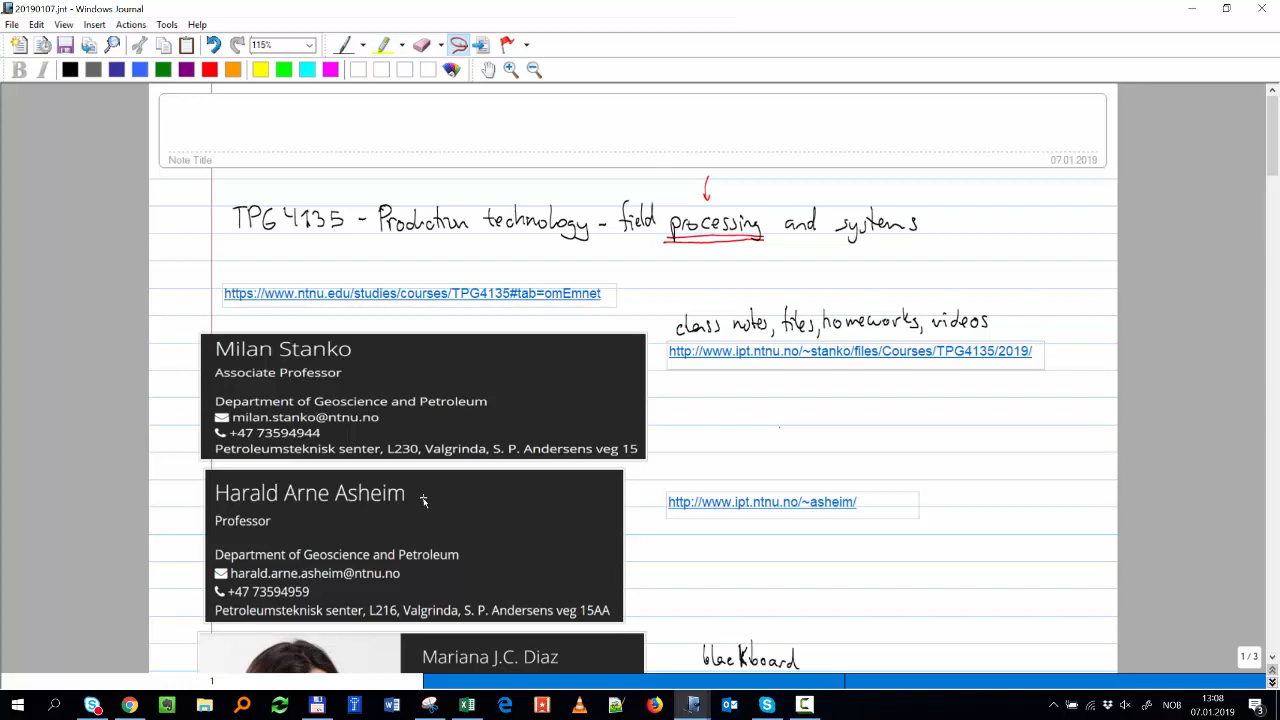 20190107.jnt - Windows Journal
File Edit View Insert Actions Tools Help
115%
B I
Note Title
07.01.2019
TPG 4135 - Production technology - field processing and systems
https://www.ntnu.edu/studies/courses/TPG4135#tab=omEmnet
class notes, files, homeworks, videos
http://www.ipt.ntnu.no/~stanko/files/Courses/TPG4135/2019/
Milan Stanko
Associate Professor
Department of Geoscience and Petroleum
milan.stanko@ntnu.no
+47 73594944
Petroleumsteknisk senter, L230, Valgrinda, S. P. Andersens veg 15
Harald Arne Asheim
Professor
http://www.ipt.ntnu.no/~asheim/
Department of Geoscience and Petroleum
harald.arne.asheim@ntnu.no
+47 73594959
Petroleumsteknisk senter, L216, Valgrinda, S. P. Andersens veg 15AA
Mariana J.C. Diaz
blackboard
1 / 3
1
13:08
NOB
07.01.2019